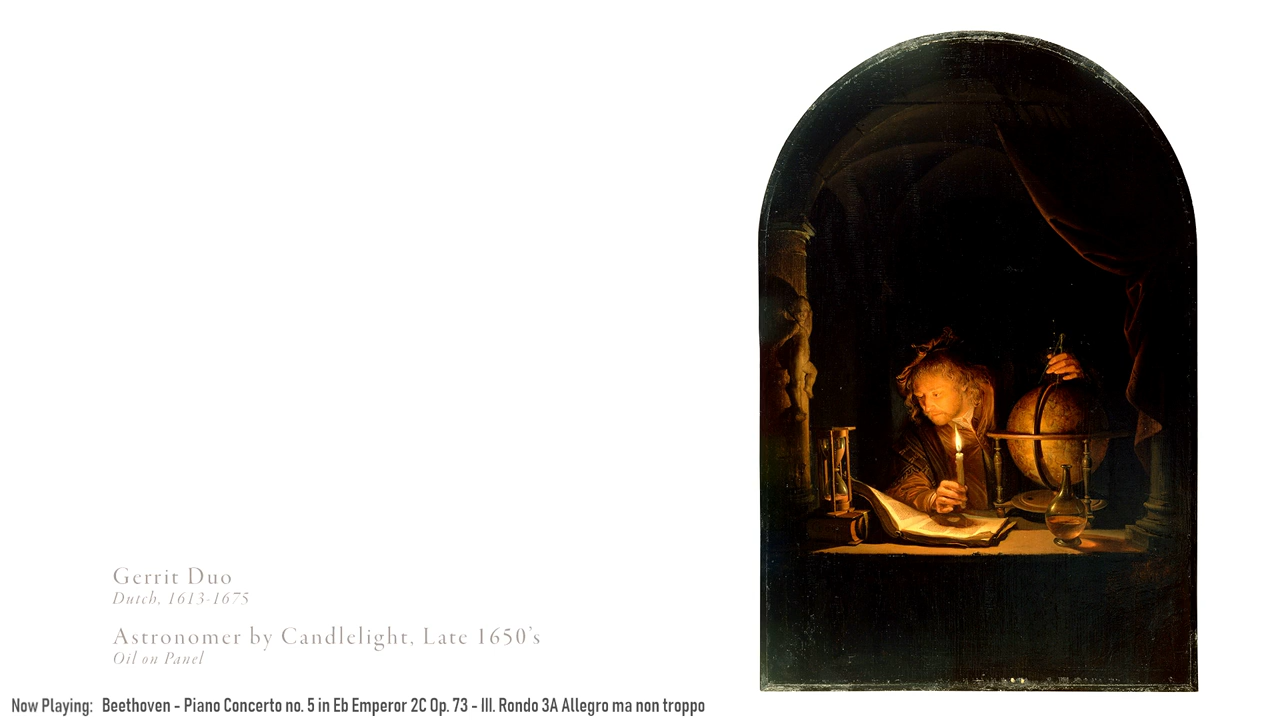 Gerrit Duo
Dutch, 1613-1675
Astronomer by Candlelight, Late 1650's
Oil on Panel
Now Playing: Beethoven - Piano Concerto no. 5 in Eb Emperor 2C Op. 73 - III. Rondo 3A Allegro ma non troppo